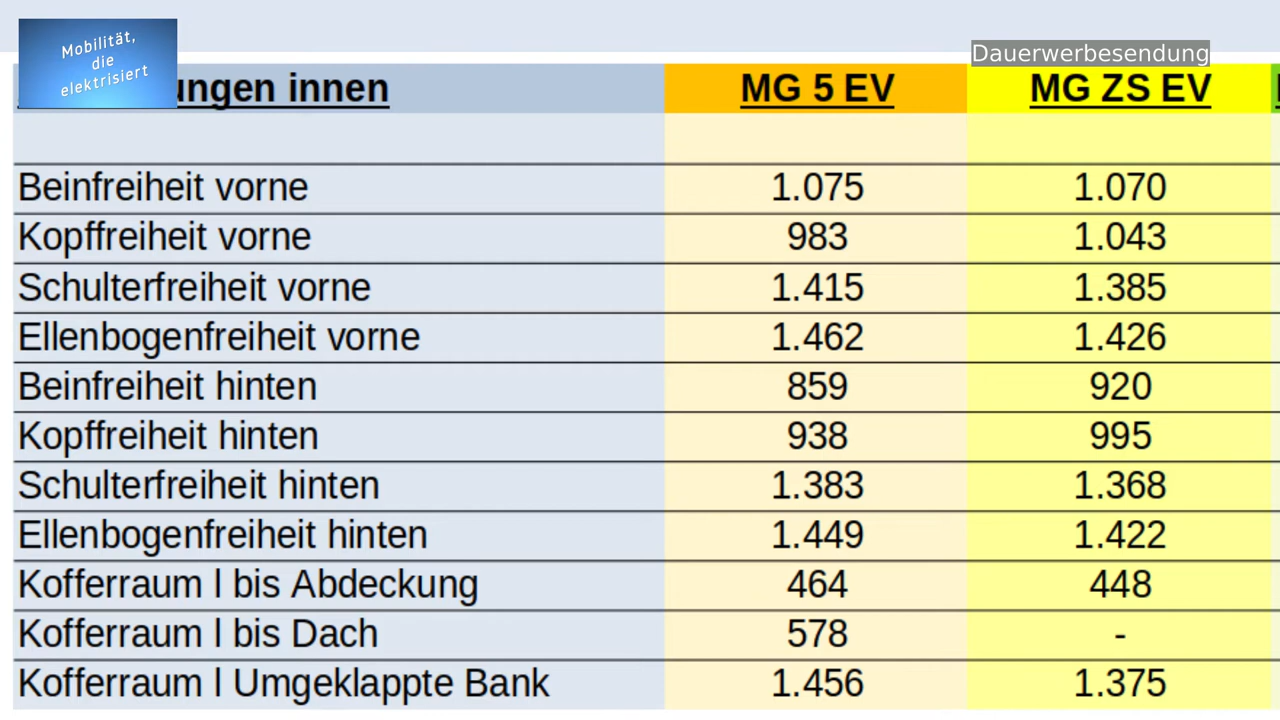 Mobilität,
die
elektrisiert
Dauerwerbesendung
ungen innen MG 5 EV MG ZS EV
Beinfreiheit vorne 1.075 1.070
Kopffreiheit vorne 983 1.043
Schulterfreiheit vorne 1.415 1.385
Ellenbogenfreiheit vorne 1.462 1.426
Beinfreiheit hinten 859 920
Kopffreiheit hinten 938 995
Schulterfreiheit hinten 1.383 1.368
Ellenbogenfreiheit hinten 1.449 1.422
Kofferraum l bis Abdeckung 464 448
Kofferraum l bis Dach 578 -
Kofferraum l Umgeklappte Bank 1.456 1.375